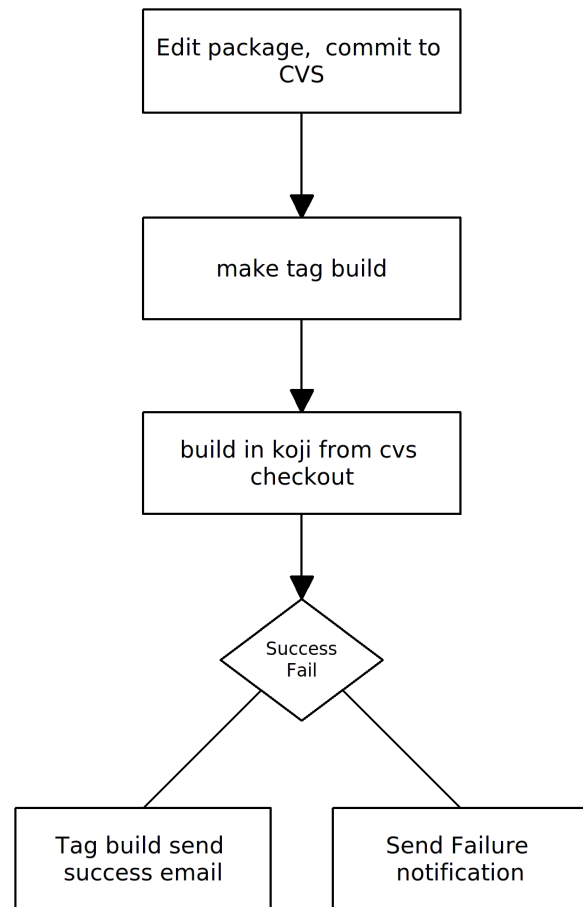 Edit package, commit to
CVS
make tag build
build in koji from cvs
checkout
Success
Fail
Tag build send
success email
Send Failure
notification